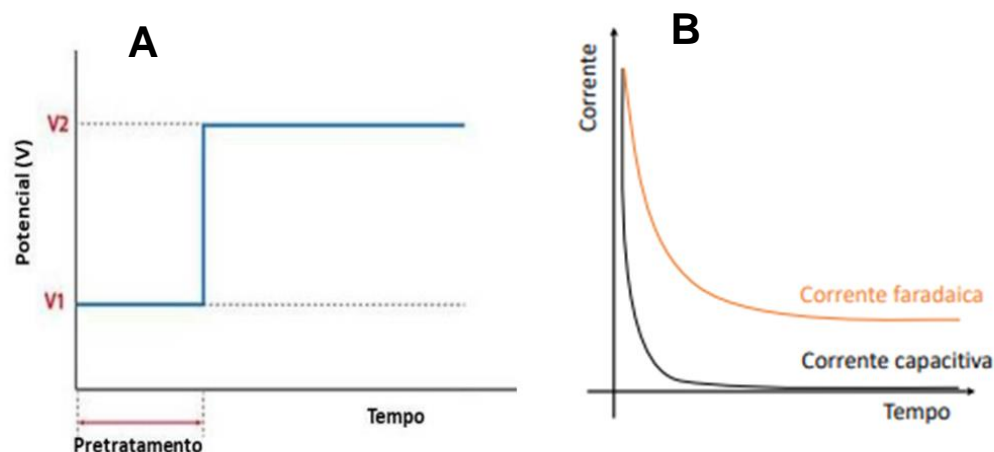 A
V2
Potencial (V)
V1
Tempo
Pretratamento
B
Corrente
Corrente faradaica
Corrente capacitiva
Tempo